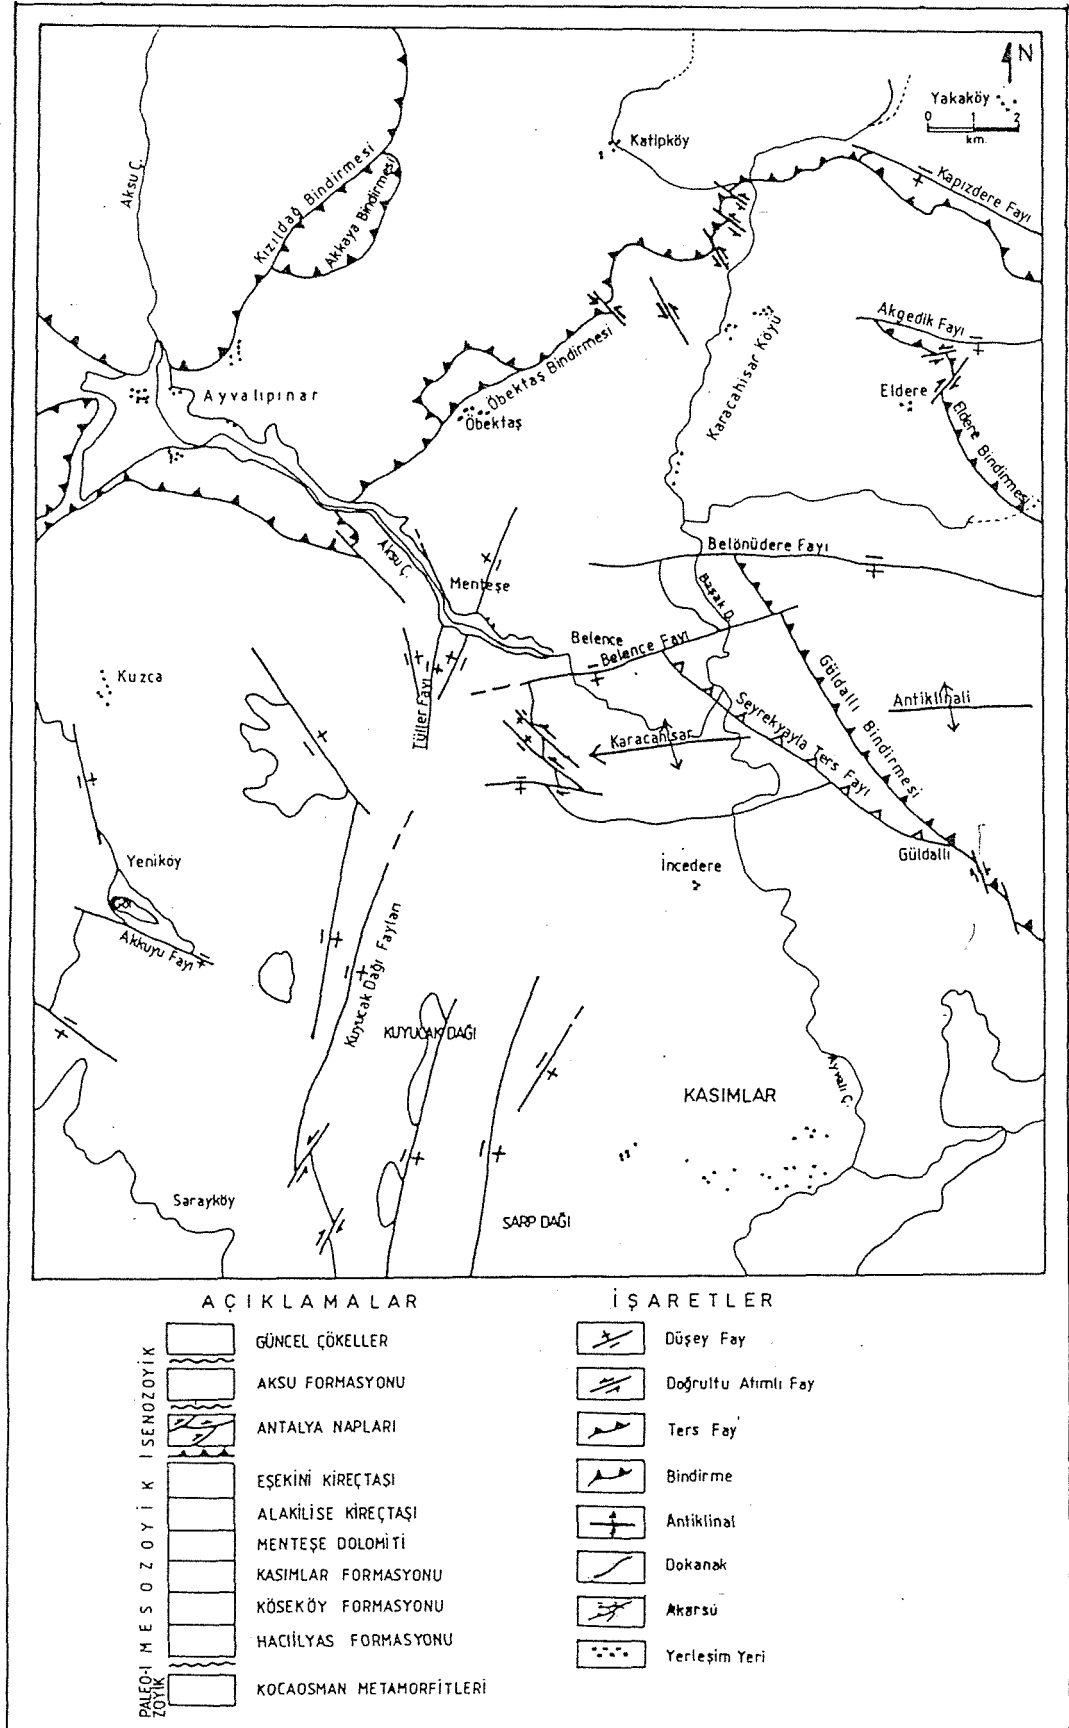 N
Yakaköy
0 1 2
km.
Katipköy
Aksu Ç.
Kızıldağ Bindirmesi
Akkaya Bindirmesi
Kapızdere Fayı
Akgedik Fayı
Karacahisar Köyü
Eldere
Eldere Bindirmesi
Ayvalıpınar
Öbektaş Bindirmesi
Öbektaş
Aksu Ç.
Menteşe
Belönüdere Fayı
Başak D.
Belence
Belençe Fayı
Kuzca
Tüller Fayı
Güldallı Bindirmesi
Antiklinali
Seyrekyayla Ters Fayı
Karacahisar
Yeniköy
İncedere
Güldallı
Akkuyu Fayı
Kuyucak Dağı Fayları
KUYUCAK DAĞI
KASIMLAR
Ayvalı Ç.
Sarayköy
SARP DAĞI
AÇIKLAMALAR
SENOZOYİK
GÜNCEL ÇÖKELLER
AKSU FORMASYONU
ANTALYA NAPLARI
MESOZOYİK
EŞEKİNİ KİREÇTAŞI
ALAKİLİSE KİREÇTAŞI
MENTEŞE DOLOMİTİ
KASIMLAR FORMASYONU
KÖSEKÖY FORMASYONU
HACIİLYAS FORMASYONU
PALEO-
ZOYİK
KOCAOSMAN METAMORFİTLERİ
İŞARETLER
Düşey Fay
Doğrultu Atımlı Fay
Ters Fay
Bindirme
Antiklinal
Dokanak
Akarsu
Yerleşim Yeri